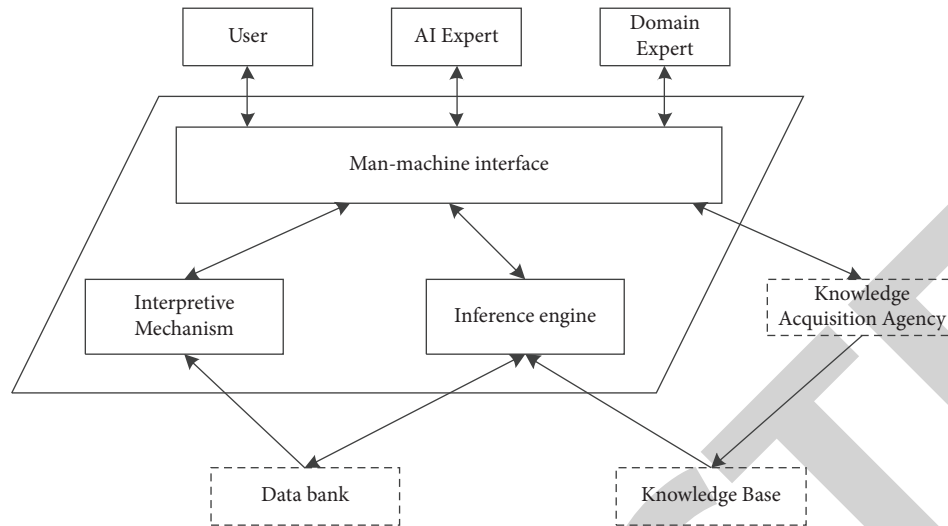 User
AI Expert
Domain
Expert
Man-machine interface
Interpretive
Mechanism
Inference engine
Knowledge
Acquisition Agency
Data bank
Knowledge Base